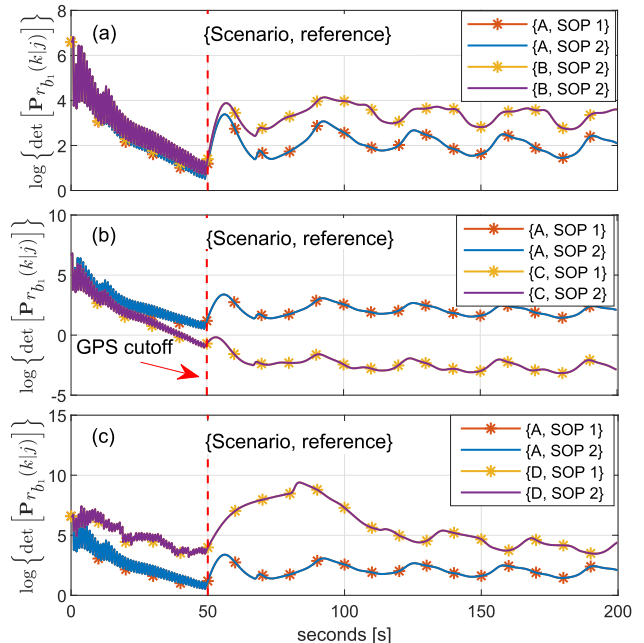 (a)
{Scenario, reference}
{A, SOP 1}
{A, SOP 2}
{B, SOP 2}
{B, SOP 2}
log{det[P_{r_{b_1}}(k|j)]}
8
6
4
2
0
(b)
{Scenario, reference}
{A, SOP 1}
{A, SOP 2}
{C, SOP 1}
{C, SOP 2}
GPS cutoff
log{det[P_{r_{b_1}}(k|j)]}
10
5
0
-5
(c)
{Scenario, reference}
{A, SOP 1}
{A, SOP 2}
{D, SOP 1}
{D, SOP 2}
log{det[P_{r_{b_1}}(k|j)]}
15
10
5
0
0 50 100 150 200
seconds [s]